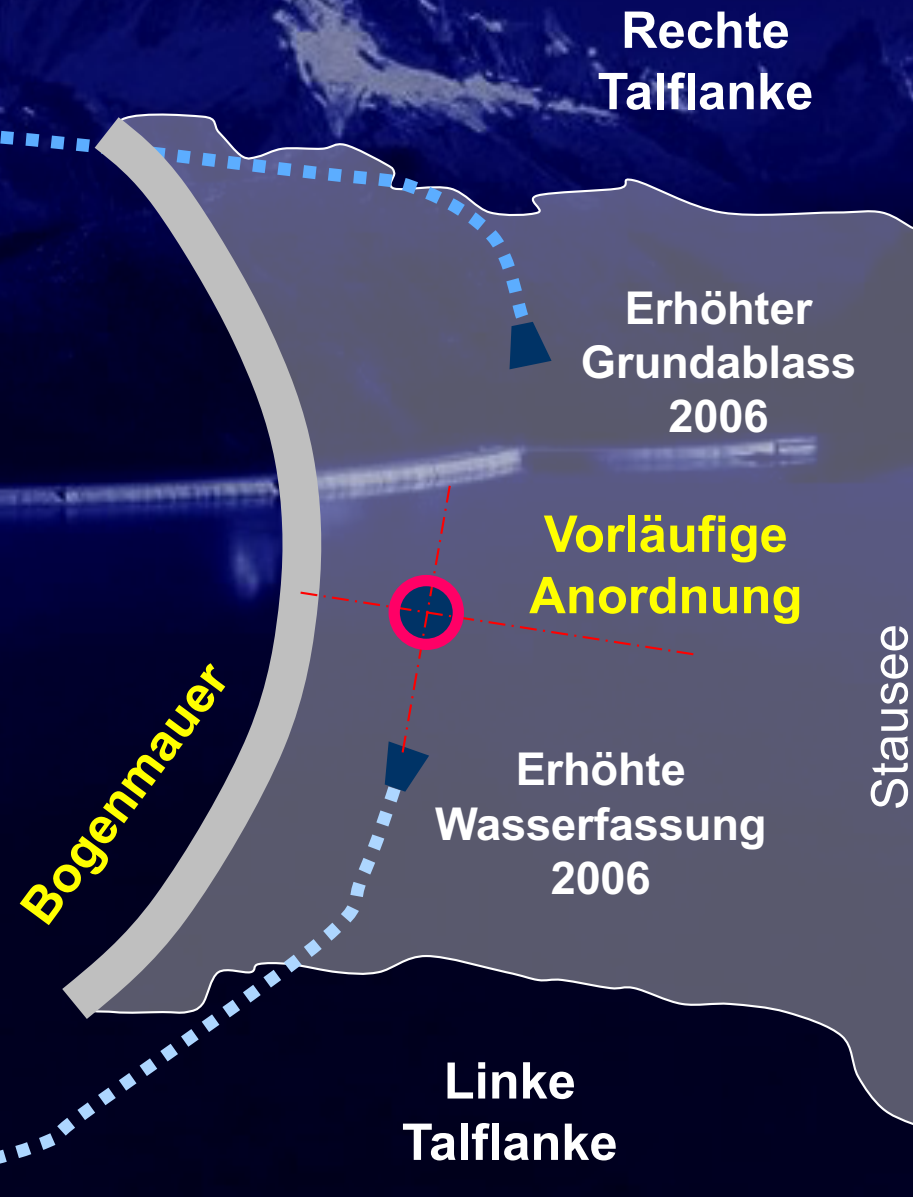 Rechte
Talflanke
Erhöhter
Grundablass
2006
Vorläufige
Anordnung
Stausee
Bogenmauer
Erhöhte
Wasserfassung
2006
Linke
Talflanke